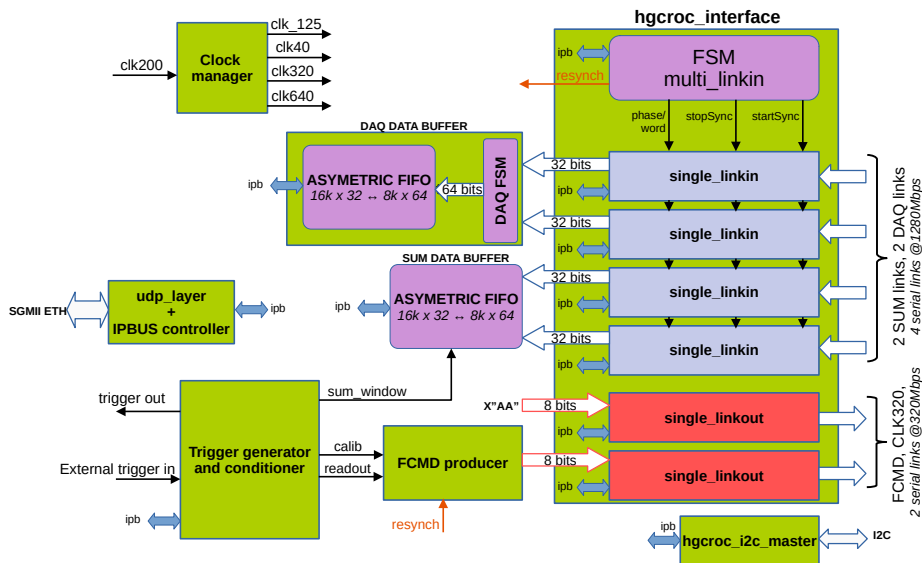 hgcroc_interface
clk_125
clk40
clk320
clk640
clk200
Clock
manager
ipb
FSM
multi_linkin
resynch
phase/
word
stopSync
startSync
DAQ DATA BUFFER
ipb
ASYMETRIC FIFO
16k x 32 ↔ 8k x 64
64 bits
DAQ FSM
32 bits
ipb
single_linkin
32 bits
ipb
single_linkin
SUM DATA BUFFER
ipb
ASYMETRIC FIFO
16k x 32 ↔ 8k x 64
32 bits
ipb
single_linkin
32 bits
ipb
single_linkin
2 SUM links, 2 DAQ links
4 serial links @1280Mbps
SGMII ETH
udp_layer
+
IPBUS controller
ipb
trigger out
External trigger in
ipb
Trigger generator
and conditioner
sum_window
calib
readout
FCMD producer
resynch
X"AA"
8 bits
ipb
single_linkout
8 bits
ipb
single_linkout
FCMD, CLK320,
2 serial links @320Mbps
ipb
hgcroc_i2c_master
I2C